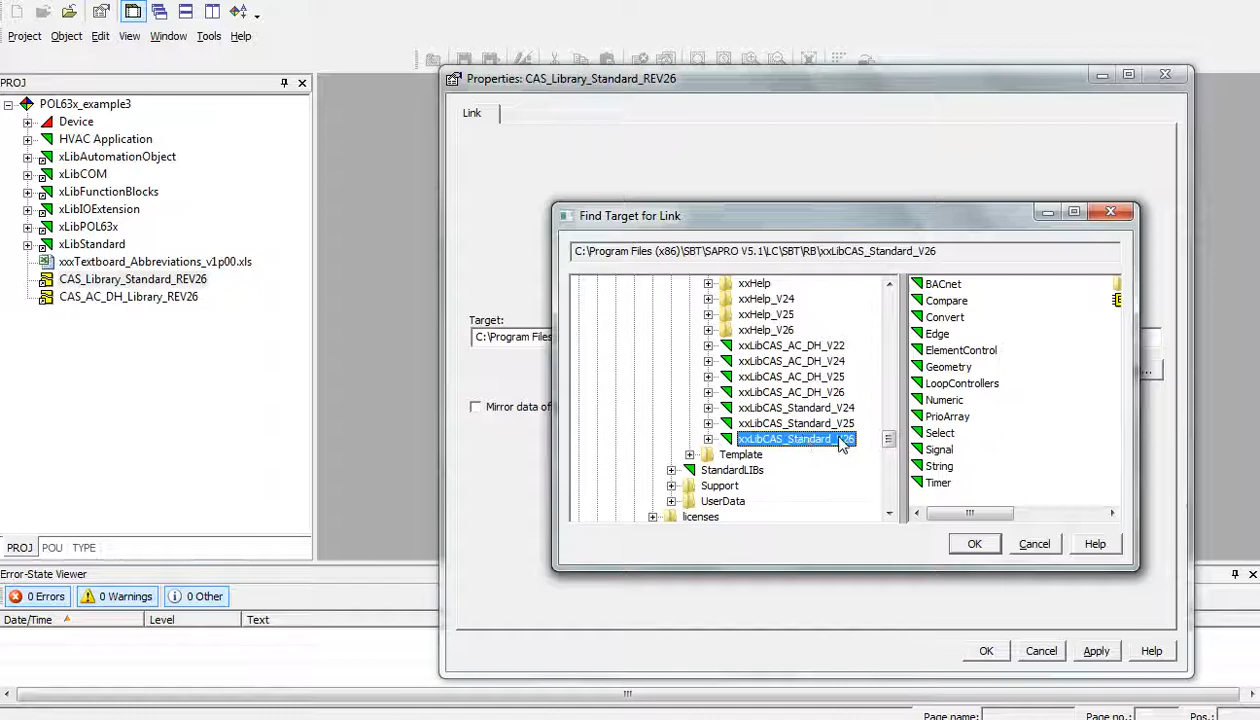 Project Object Edit View Window Tools Help
PROJ
POL63x_example3
Device
HVAC Application
xLibAutomationObject
xLibCOM
xLibFunctionBlocks
xLibIOExtension
xLibPOL63x
xLibStandard
xxxTextboard_Abbreviations_v1p00.xls
CAS_Library_Standard_REV26
CAS_AC_DH_Library_REV26
PROJ POU TYPE
Properties: CAS_Library_Standard_REV26
Link
Target:
C:\Program Files
...
Mirror data of
Find Target for Link
C:\Program Files (x86)\SBT\SAPRO V5.1\LC\SBT\RB\xxLibCAS_Standard_V26
xxHelp
xxHelp_V24
xxHelp_V25
xxHelp_V26
xxLibCAS_AC_DH_V22
xxLibCAS_AC_DH_V24
xxLibCAS_AC_DH_V25
xxLibCAS_AC_DH_V26
xxLibCAS_Standard_V24
xxLibCAS_Standard_V25
xxLibCAS_Standard_V26
Template
StandardLIBs
Support
UserData
licenses
BACnet
Compare
Convert
Edge
ElementControl
Geometry
LoopControllers
Numeric
PrioArray
Select
Signal
String
Timer
OK Cancel Help
OK Cancel Apply Help
Error-State Viewer
0 Errors 0 Warnings 0 Other
Date/Time Level Text
Page name: Page no.: Pos.: